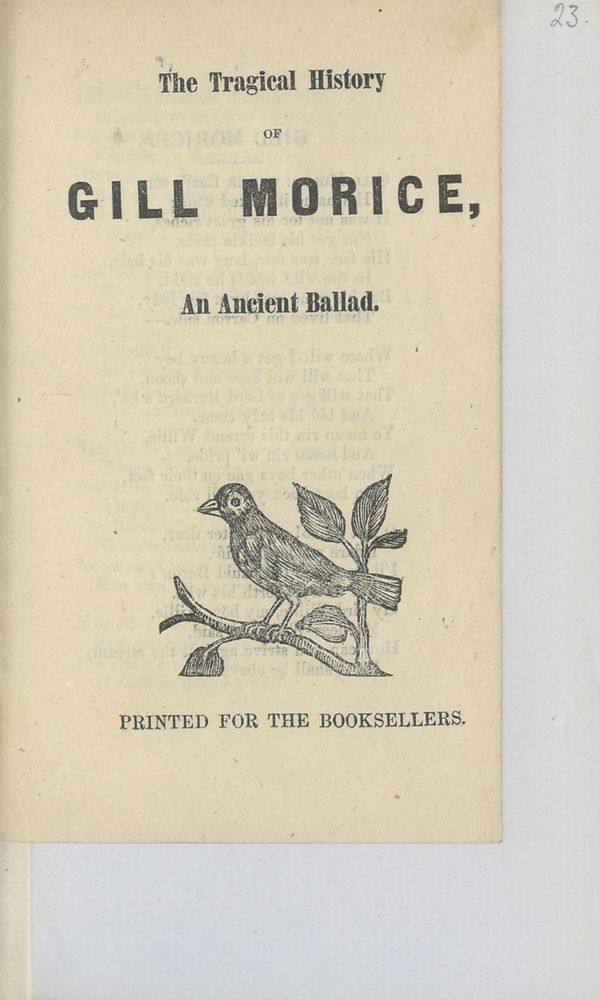 23.
The Tragical History
OF
GILL MORICE,
An Ancient Ballad.
PRINTED FOR THE BOOKSELLERS.